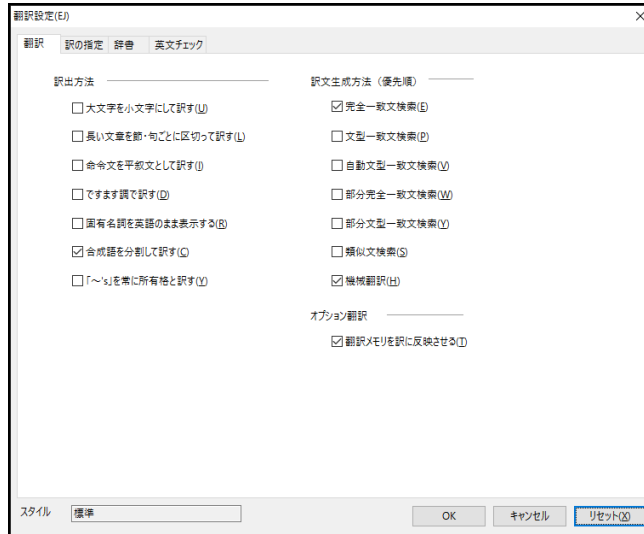 翻訳設定(EJ)
翻訳 訳の指定 辞書 英文チェック
訳出方法
大文字を小文字にして訳す(U)
長い文章を節・句ごとに区切って訳す(L)
命令文を平叙文として訳す(I)
ですます調で訳す(D)
固有名詞を英語のまま表示する(R)
合成語を分割して訳す(C)
「～'s」を常に所有格と訳す(Y)
訳文生成方法（優先順）
完全一致文検索(E)
文型一致文検索(P)
自動文型一致文検索(V)
部分完全一致文検索(W)
部分文型一致文検索(Y)
類似文検索(S)
機械翻訳(H)
オプション翻訳
翻訳メモリを訳に反映させる(T)
スタイル 標準
OK キャンセル リセット(X)